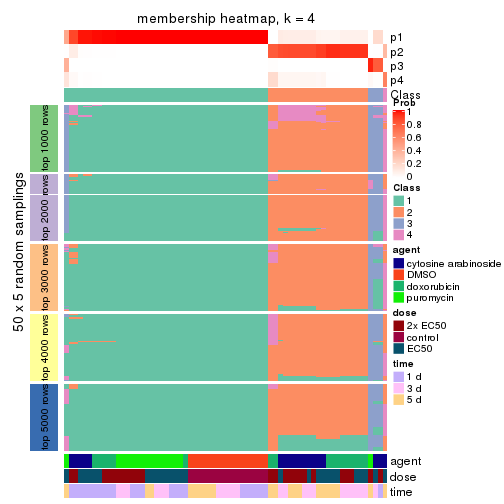 membership heatmap, k = 4
p1
p2
p3
p4
Class
50 x 5 random samplings
top 1000 rows
top 2000 rows
top 3000 rows
top 4000 rows
top 5000 rows
agent
dose
time
Prob
1
0.8
0.6
0.4
0.2
0
Class
1
2
3
4
agent
cytosine arabinoside
DMSO
doxorubicin
puromycin
dose
2x EC50
control
EC50
time
1 d
3 d
5 d